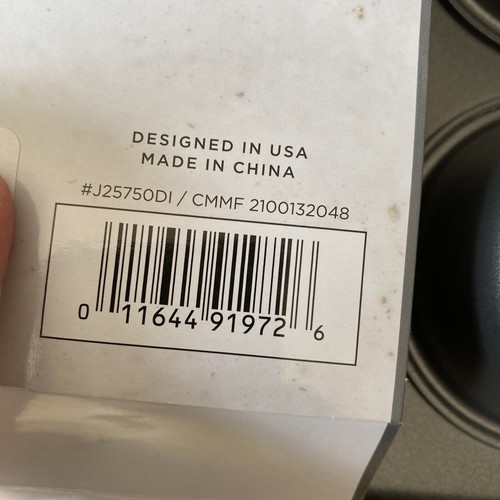 DESIGNED IN USA
MADE IN CHINA
#J25750DI / CMMF 2100132048
0 11644 91972 6